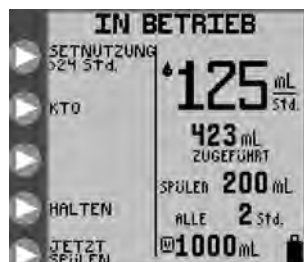 IN BETRIEB
SETNUTZUNG
>24 Std.
KTO
HALTEN
JETZT
SPÜLEN
125 mL
Std.
423 mL
ZUGEFÜHRT
SPÜLEN 200 mL
ALLE 2 Std.
1000 mL